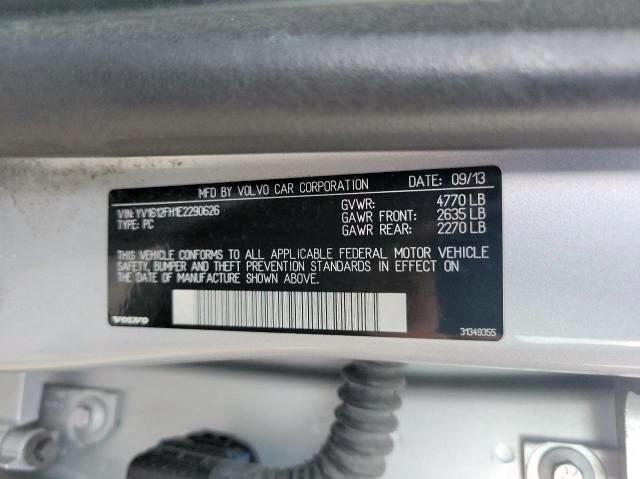 MFD BY VOLVO CAR CORPORATION DATE: 09/13
VIN: YV1612FH1E2290626 GVWR: 4770 LB
TYPE: PC GAWR FRONT: 2635 LB
GAWR REAR: 2270 LB
THIS VEHICLE CONFORMS TO ALL APPLICABLE FEDERAL MOTOR VEHICLE
SAFETY, BUMPER AND THEFT PREVENTION STANDARDS IN EFFECT ON
THE DATE OF MANUFACTURE SHOWN ABOVE.
VOLVO 31349355